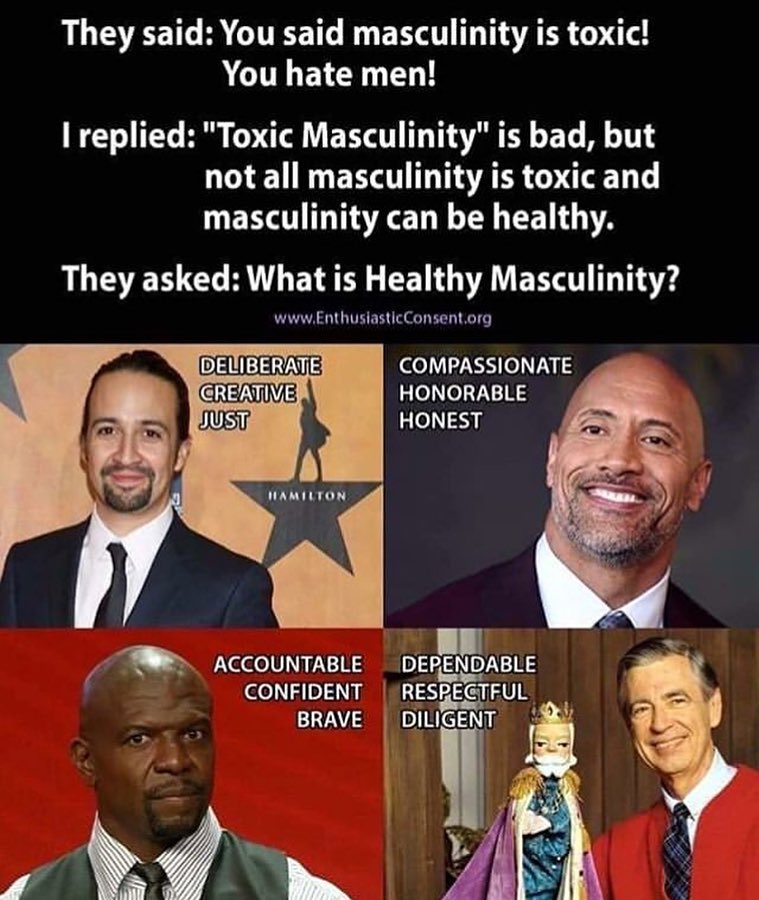 They said: You said masculinity is toxic!
You hate men!
I replied: "Toxic Masculinity" is bad, but
not all masculinity is toxic and
masculinity can be healthy.
They asked: What is Healthy Masculinity?
www.EnthusiasticConsent.org
DELIBERATE
CREATIVE
JUST
HAMILTON
COMPASSIONATE
HONORABLE
HONEST
ACCOUNTABLE
CONFIDENT
BRAVE
DEPENDABLE
RESPECTFUL
DILIGENT